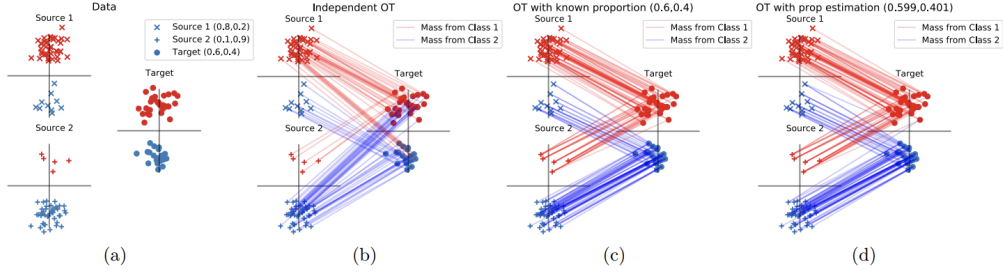 Data
Source 1
Source 1 (0.8,0.2)
Source 2 (0.1,0.9)
Target (0.6,0.4)
Target
Source 2
(a)
Independent OT
Source 1
Mass from Class 1
Mass from Class 2
Target
Source 2
(b)
OT with known proportion (0.6,0.4)
Source 1
Mass from Class 1
Mass from Class 2
Target
Source 2
(c)
OT with prop estimation (0.599,0.401)
Source 1
Mass from Class 1
Mass from Class 2
Target
Source 2
(d)